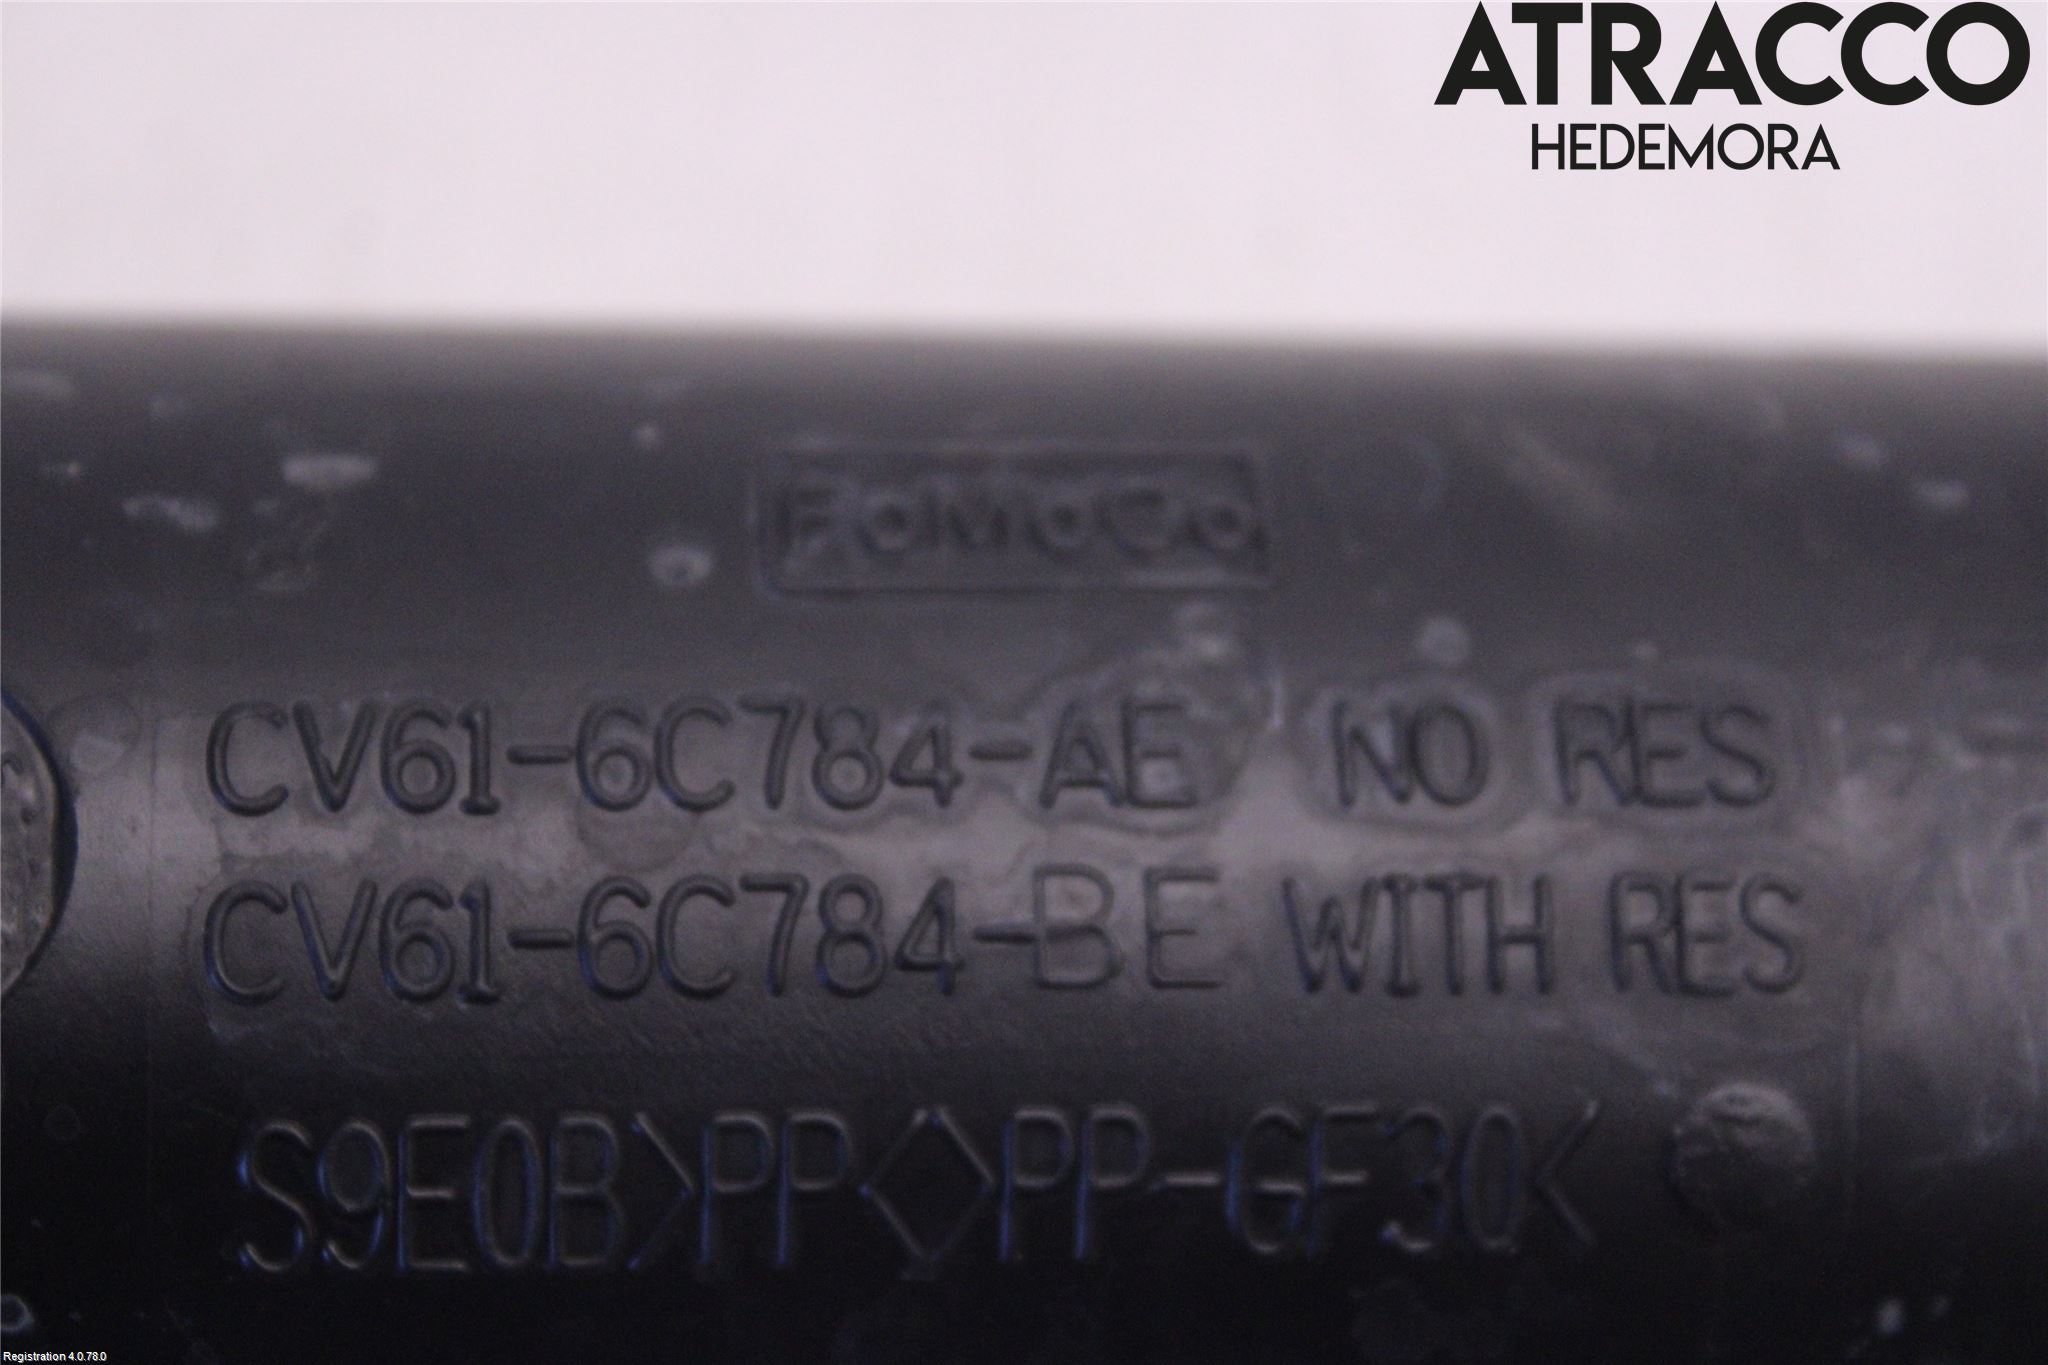 ATRACCO
HEDEMORA
FoMoCo
CV61-6C784-AE NO RES
CV61-6C784-BE WITH RES
S9E0B>PP<>PP-GF30<
Registration 4.0.78.0